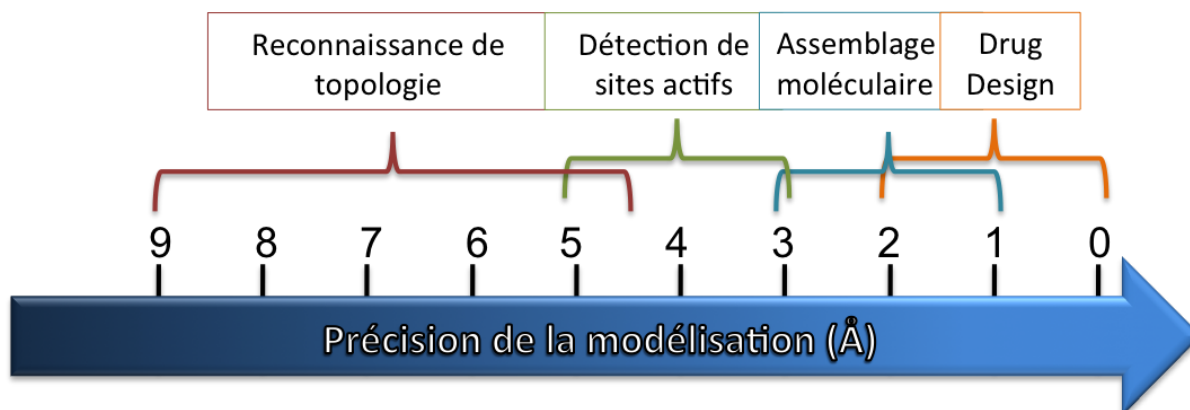 Reconnaissance de
topologie
Détection de
sites actifs
Assemblage
moléculaire
Drug
Design
9 8 7 6 5 4 3 2 1 0
Précision de la modélisation (Å)